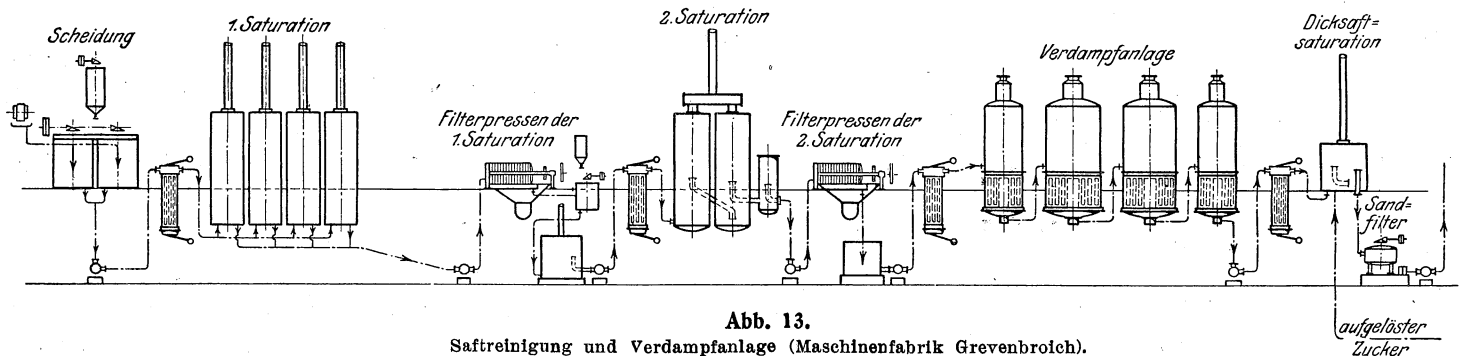 Scheidung
1. Saturation
2. Saturation
Dicksaft=
saturation
Verdampfanlage
Filterpressen der
1. Saturation
Filterpressen der
2. Saturation
Sand=
filter
aufgelöster
Zucker
Abb. 13.
Saftreinigung und Verdampfanlage (Maschinenfabrik Grevenbroich).